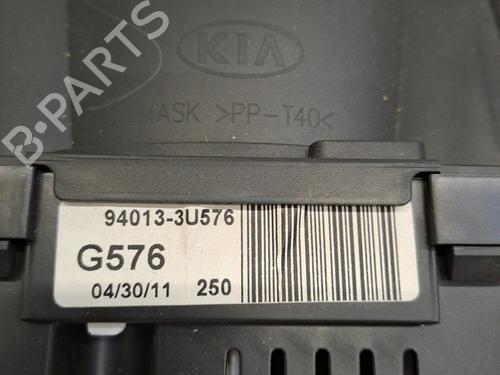 KIA
MASK >PP-T40<
94013-3U576
G576
04/30/11 250
B-PARTS